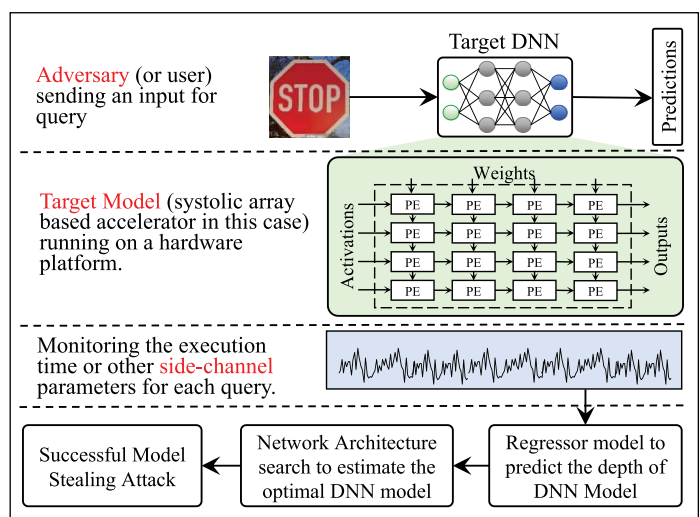 Target DNN
Adversary (or user)
sending an input for
query
STOP
Predictions
Target Model (systolic array
based accelerator in this case)
running on a hardware
platform.
Weights
Activations
PE PE PE PE
PE PE PE PE
PE PE PE PE
PE PE PE PE
Outputs
Monitoring the execution
time or other side-channel
parameters for each query.
Successful Model
Stealing Attack
Network Architecture
search to estimate the
optimal DNN model
Regressor model to
predict the depth of
DNN Model